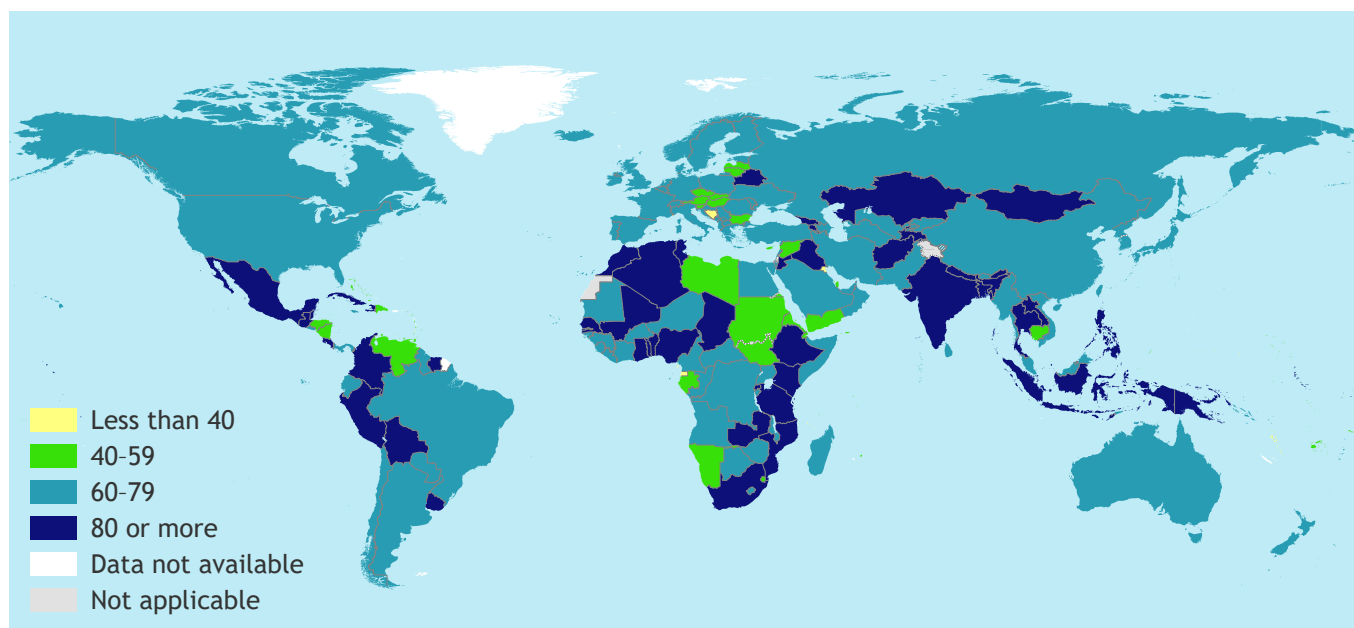 Less than 40
40–59
60–79
80 or more
Data not available
Not applicable